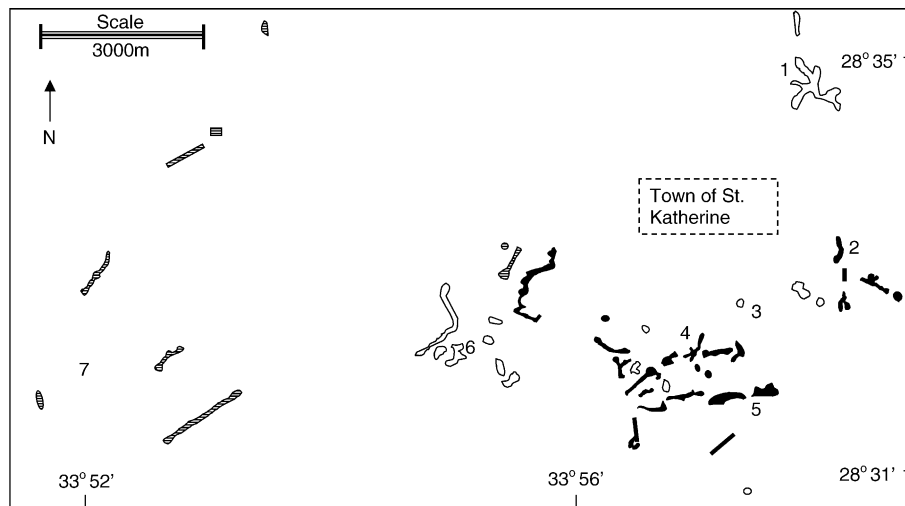 Scale
3000m
N
1
28° 35'
Town of St.
Katherine
2
3
4
6
7
5
33° 52'
33° 56'
28° 31'